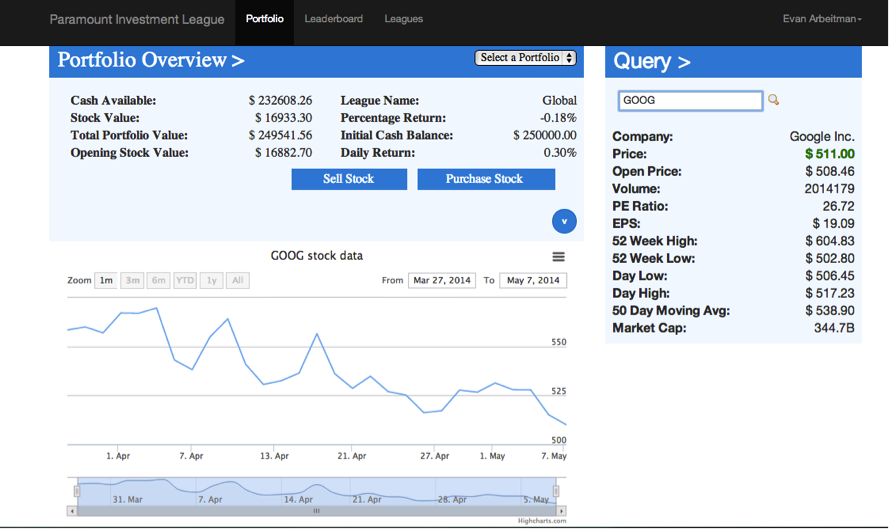 Paramount Investment League Portfolio Leaderboard Leagues Evan Arbeitman
Portfolio Overview > Select a Portfolio
Cash Available: $ 232608.26 League Name: Global
Stock Value: $ 16933.30 Percentage Return: -0.18%
Total Portfolio Value: $ 249541.56 Initial Cash Balance: $ 250000.00
Opening Stock Value: $ 16882.70 Daily Return: 0.30%
Sell Stock Purchase Stock
v
Query >
GOOG
Company: Google Inc.
Price: $ 511.00
Open Price: $ 508.46
Volume: 2014179
PE Ratio: 26.72
EPS: $ 19.09
52 Week High: $ 604.83
52 Week Low: $ 502.80
Day Low: $ 506.45
Day High: $ 517.23
50 Day Moving Avg: $ 538.90
Market Cap: 344.7B
GOOG stock data
Zoom 1m 3m 6m YTD 1y All From Mar 27, 2014 To May 7, 2014
550
525
500
1. Apr 7. Apr 13. Apr 21. Apr 27. Apr 1. May 7. May
31. Mar 7. Apr 14. Apr 21. Apr 28. Apr 5. May
Highcharts.com